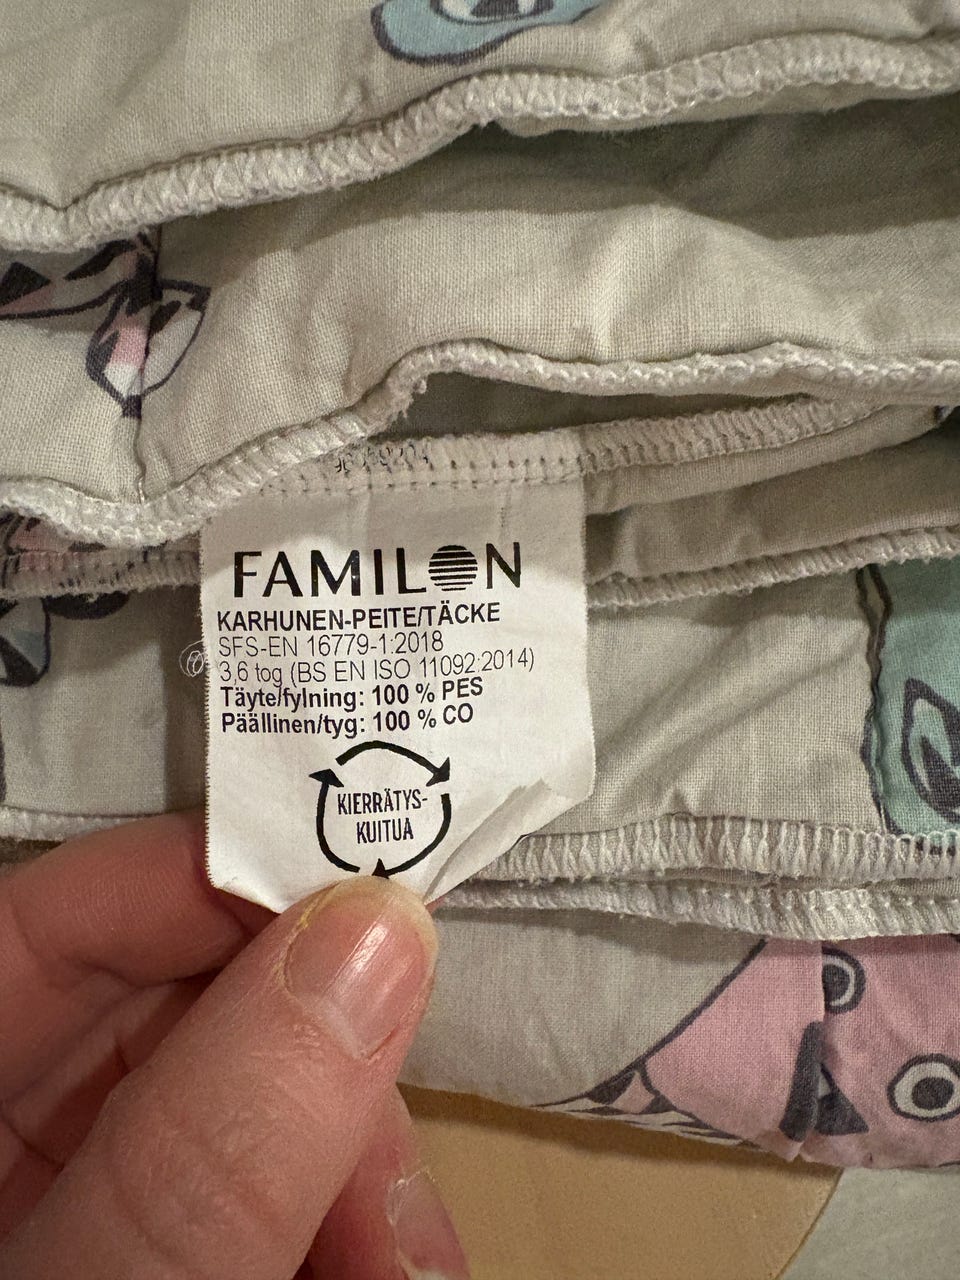 FAMILON
KARHUNEN-PEITE/TÄCKE
SFS-EN 16779-1:2018
3,6 tog (BS EN ISO 11092:2014)
Täyte/fylning: 100 % PES
Päällinen/tyg: 100 % CO
KIERRÄTYS-
KUITUA